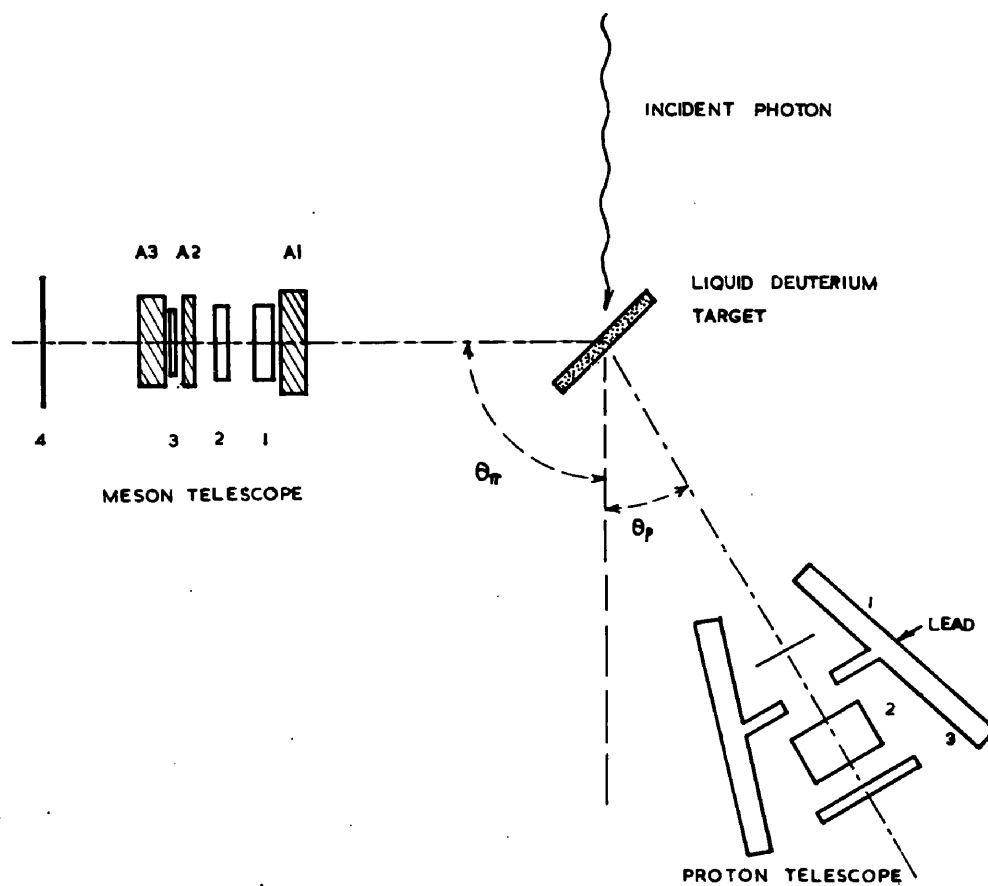 INCIDENT PHOTON
A3 A2 A1
LIQUID DEUTERIUM
TARGET
4 3 2 1
MESON TELESCOPE
θπ
θp
1
LEAD
2
3
PROTON TELESCOPE